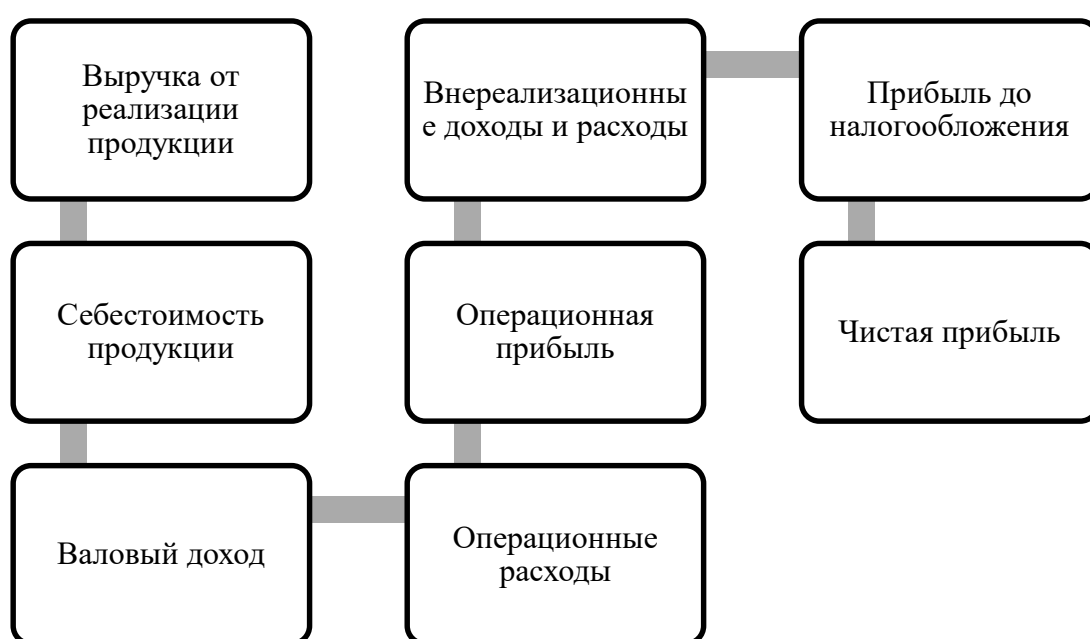 Выручка от
реализации
продукции
Себестоимость
продукции
Валовый доход
Операционные
расходы
Операционная
прибыль
Внереализационны
е доходы и расходы
Прибыль до
налогообложения
Чистая прибыль